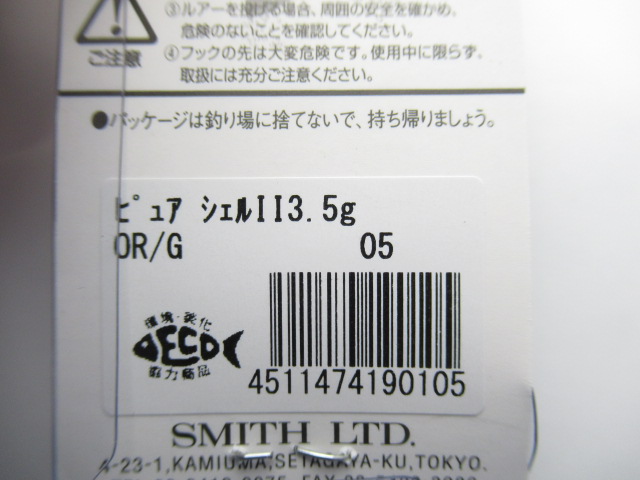 ③ルアーを投げる場合、周囲の安全を確かめ、
危険のないことを確認してください。
ご注意
④フックの先は大変危険です。使用中に限らず、
取扱には充分ご注意ください。
●パッケージは釣り場に捨てないで、持ち帰りましょう。
ﾋﾟｭｱ ｼｪﾙII3.5g
OR/G 05
ECO
協力商品
4511474190105
SMITH LTD.
4-23-1,KAMIUMA,SETAGAYA-KU,TOKYO.